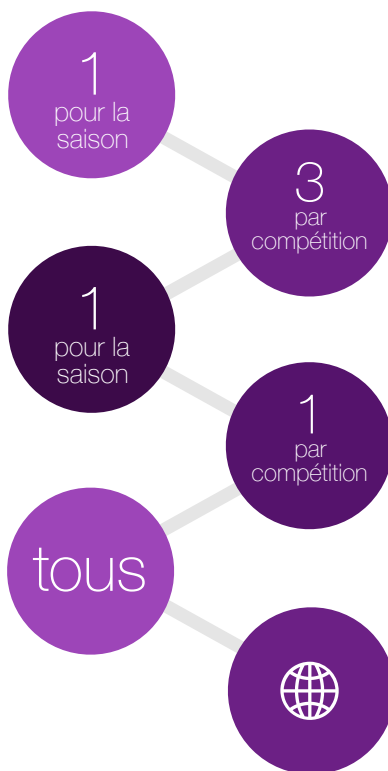 1
pour la
saison
3
par
compétition
1
pour la
saison
1
par
compétition
tous